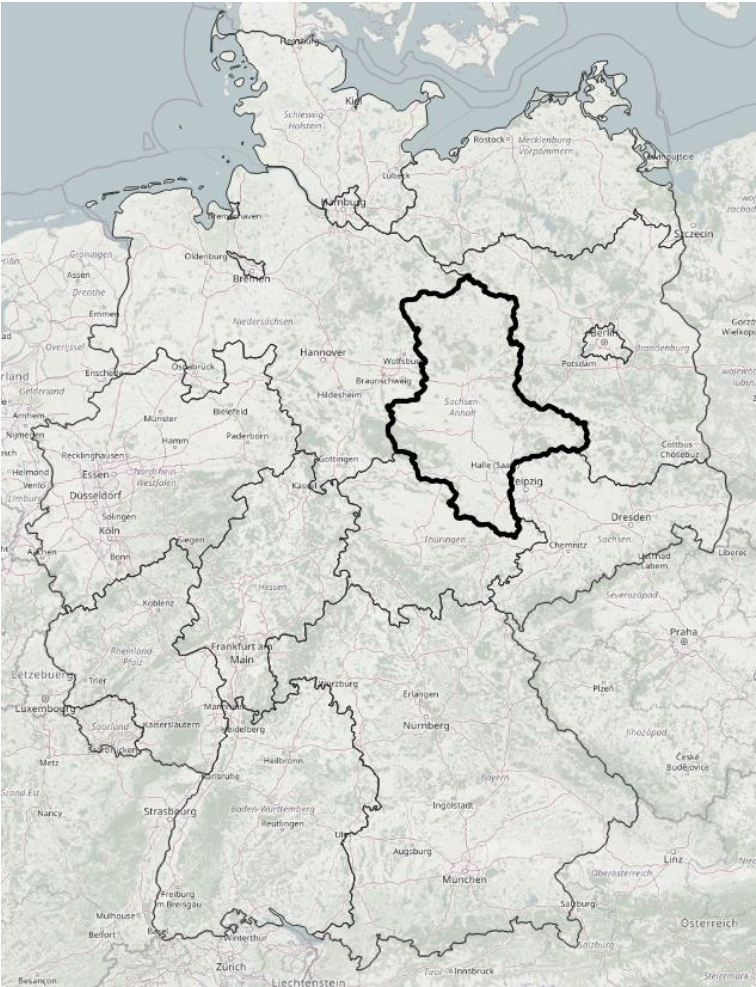 Flensburg
Kiel
Schleswig-
Holstein
Rostock
Mecklenburg-
Vorpommern
Lübeck
Hamburg
Szczecin
Bremerhaven
Groningen
Oldenburg
Assen
Bremen
Drenthe
Emmen
Niedersachsen
Berlin
Overijssel
Hannover
Wolfsburg
Potsdam
Brandenburg
Enschede
Osnabrück
Braunschweig
Gelderland
Hildesheim
Sachsen-
Anhalt
Arnhem
Münster
Bielefeld
Nijmegen
Hamm
Paderborn
Cottbus
Chóśebuz
Recklinghausen
Göttingen
Halle (Saa
Helmond
Essen
Nordrhein-
Westfalen
Kassel
Leipzig
Venlo
Limburg
Düsseldorf
Solingen
Dresden
Köln
Siegen
Thüringen
Chemnitz
Sachsen
Aachen
Bonn
Ústí nad
Labem
Liberec
Hessen
Severozápad
Koblenz
Praha
Frankfurt am
Main
Rheinland-
Pfalz
Letzebuerg
Trier
Würzburg
Plzeň
Luxembourg
Erlangen
Mannheim
Saarland
Kaiserslautern
Heidelberg
Nürnberg
Jihozápad
Saarbrücken
Metz
Heilbronn
České
Budějovice
Karlsruhe
Bayern
Grand Est
Baden-Württemberg
Ingolstadt
Nancy
Strasbourg
Reutlingen
Ulm
Augsburg
Linz
München
Oberösterreich
Freiburg
im Breisgau
Salzburg
Mulhouse
Österreich
Belfort
Basel
Winterthur
Salzburg
Zürich
Tirol
Innsbruck
Steiermark
Besançon
Liechtenstein